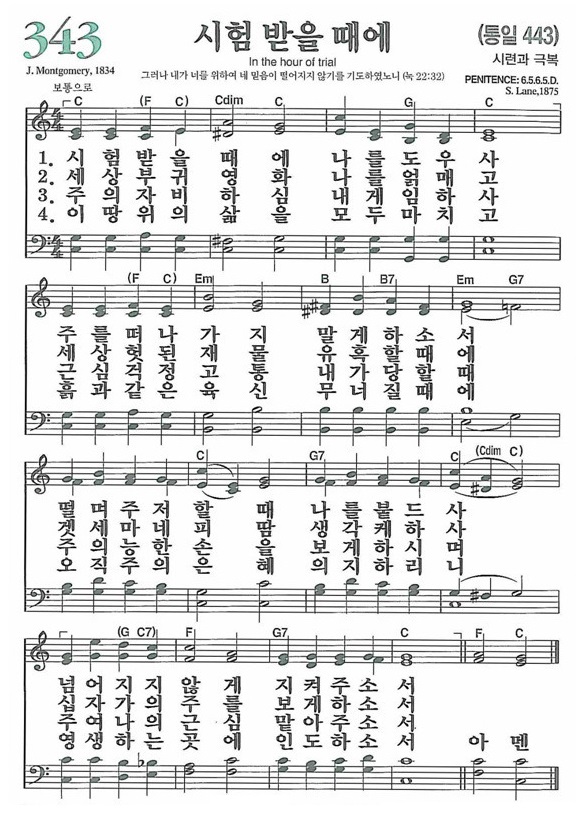 343
시험 받을 때에
(통일 443)
In the hour of trial
시련과 극복
J. Montgomery, 1834
그러나 내가 너를 위하여 네 믿음이 떨어지지 않기를 기도하였노니 (눅 22:32)
PENITENCE: 6.5.6.5.D.
보통으로
S. Lane,1875
C (F C) Cdim C G C
1. 시 험 받 을 때 에 나 를 도 우 사
2. 세 상 부 귀 영 화 나 를 얽 매 고
3. 주 의 자 비 하 심 내 게 임 하 사
4. 이 땅 위 의 삶 을 모 두 마 치 고
(F C) Em B B7 Em G7
주 를 떠 나 가 지 말 게 하 소 서
세 상 헛 된 재 물 유 혹 할 때 에
근 심 걱 정 고 통 내 가 당 할 때
흙 과 같 은 육 신 무 너 질 때 에
C G7 C (Cdim C)
떨 며 주 저 할 때 나 를 붙 드 사
겟 세 마 네 피 땀 생 각 케 하 사
주 의 능 한 손 을 보 게 하 시 며
오 직 주 의 은 혜 의 지 하 리 니
(G C7) F G7 C F C
넘 어 지 지 않 게 지 켜 주 소 서
십 자 가 의 주 를 보 게 하 소 서
주 여 나 의 근 심 맡 아 주 소 서
영 생 하 는 곳 에 인 도 하 소 서 아 멘